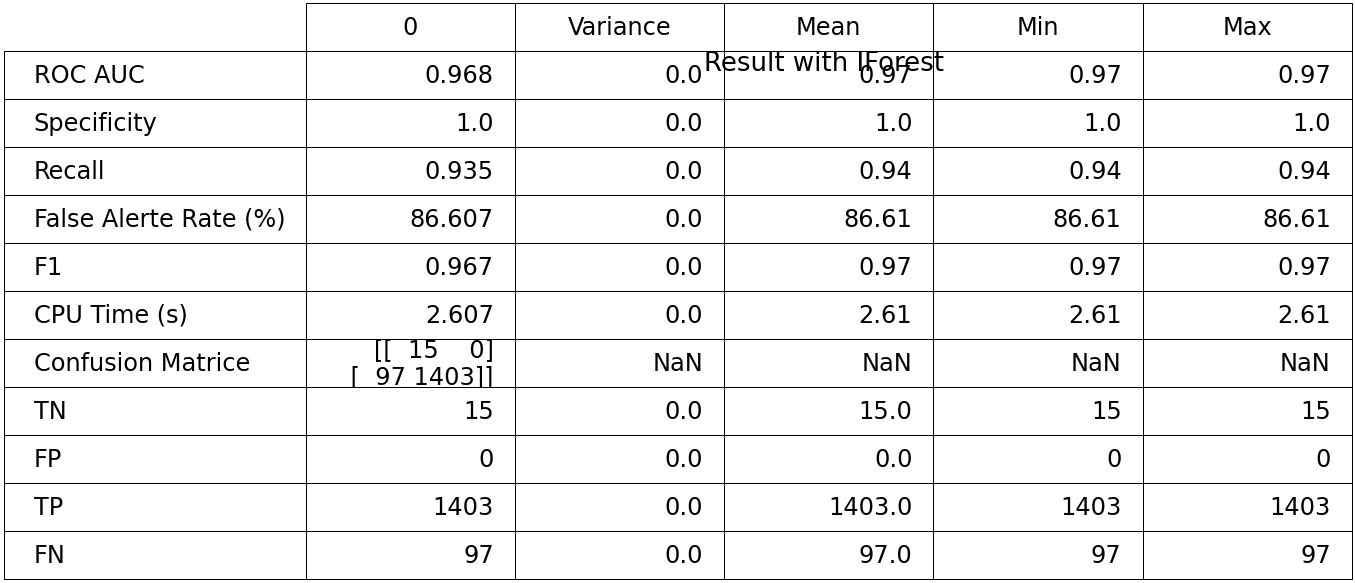 0 Variance Mean Min Max
Result with IForest
ROC AUC 0.968 0.0 0.97 0.97 0.97
Specificity 1.0 0.0 1.0 1.0 1.0
Recall 0.935 0.0 0.94 0.94 0.94
False Alerte Rate (%) 86.607 0.0 86.61 86.61 86.61
F1 0.967 0.0 0.97 0.97 0.97
CPU Time (s) 2.607 0.0 2.61 2.61 2.61
Confusion Matrice [[ 15 0] NaN NaN NaN NaN
[ 97 1403]]
TN 15 0.0 15.0 15 15
FP 0 0.0 0.0 0 0
TP 1403 0.0 1403.0 1403 1403
FN 97 0.0 97.0 97 97